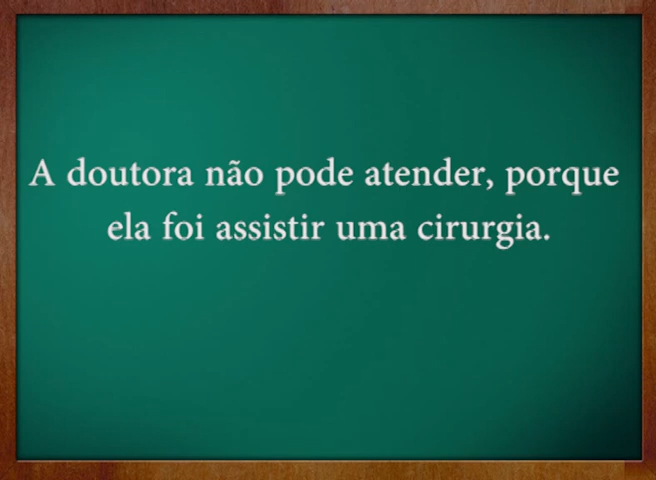 A doutora não pode atender, porque
ela foi assistir uma cirurgia.